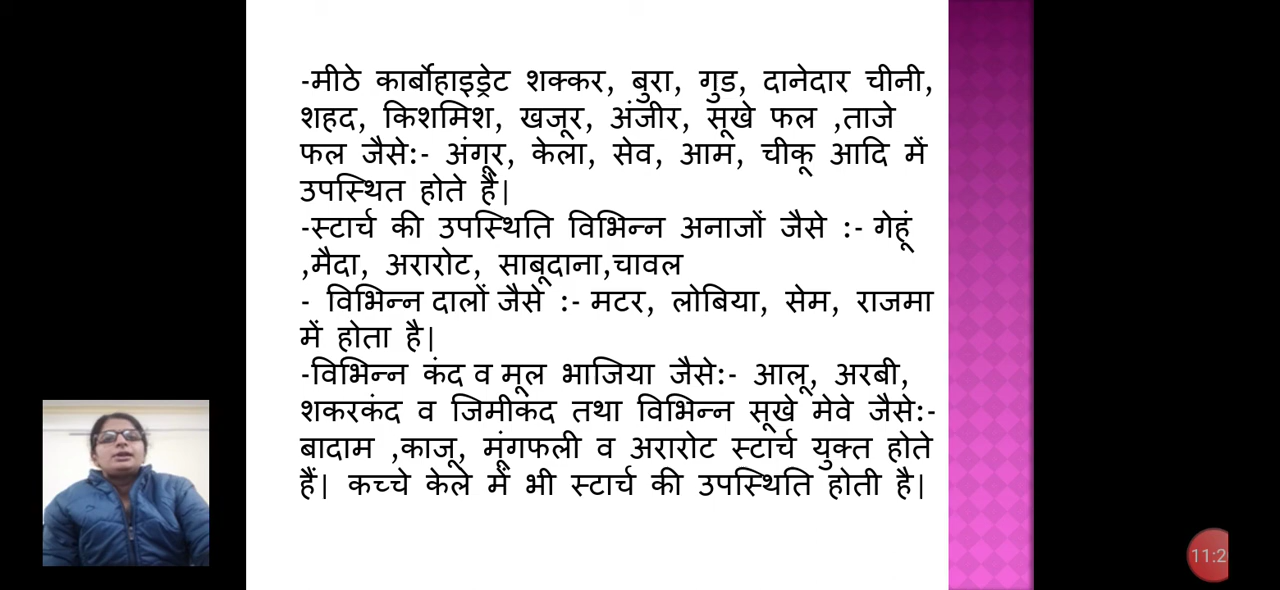 -मीठे कार्बोहाइड्रेट शक्कर, बुरा, गुड, दानेदार चीनी,
शहद, किशमिश, खजूर, अंजीर, सूखे फल ,ताजे
फल जैसे:- अंगूर, केला, सेव, आम, चीकू आदि में
उपस्थित होते हैं|
-स्टार्च की उपस्थिति विभिन्न अनाजों जैसे :- गेहूं
,मैदा, अरारोट, साबूदाना,चावल
- विभिन्न दालों जैसे :- मटर, लोबिया, सेम, राजमा
में होता है|
-विभिन्न कंद व मूल भाजिया जैसे:- आलू, अरबी,
शकरकंद व जिमीकंद तथा विभिन्न सूखे मेवे जैसे:-
बादाम ,काजू, मूंगफली व अरारोट स्टार्च युक्त होते
हैं| कच्चे केले में भी स्टार्च की उपस्थिति होती है|